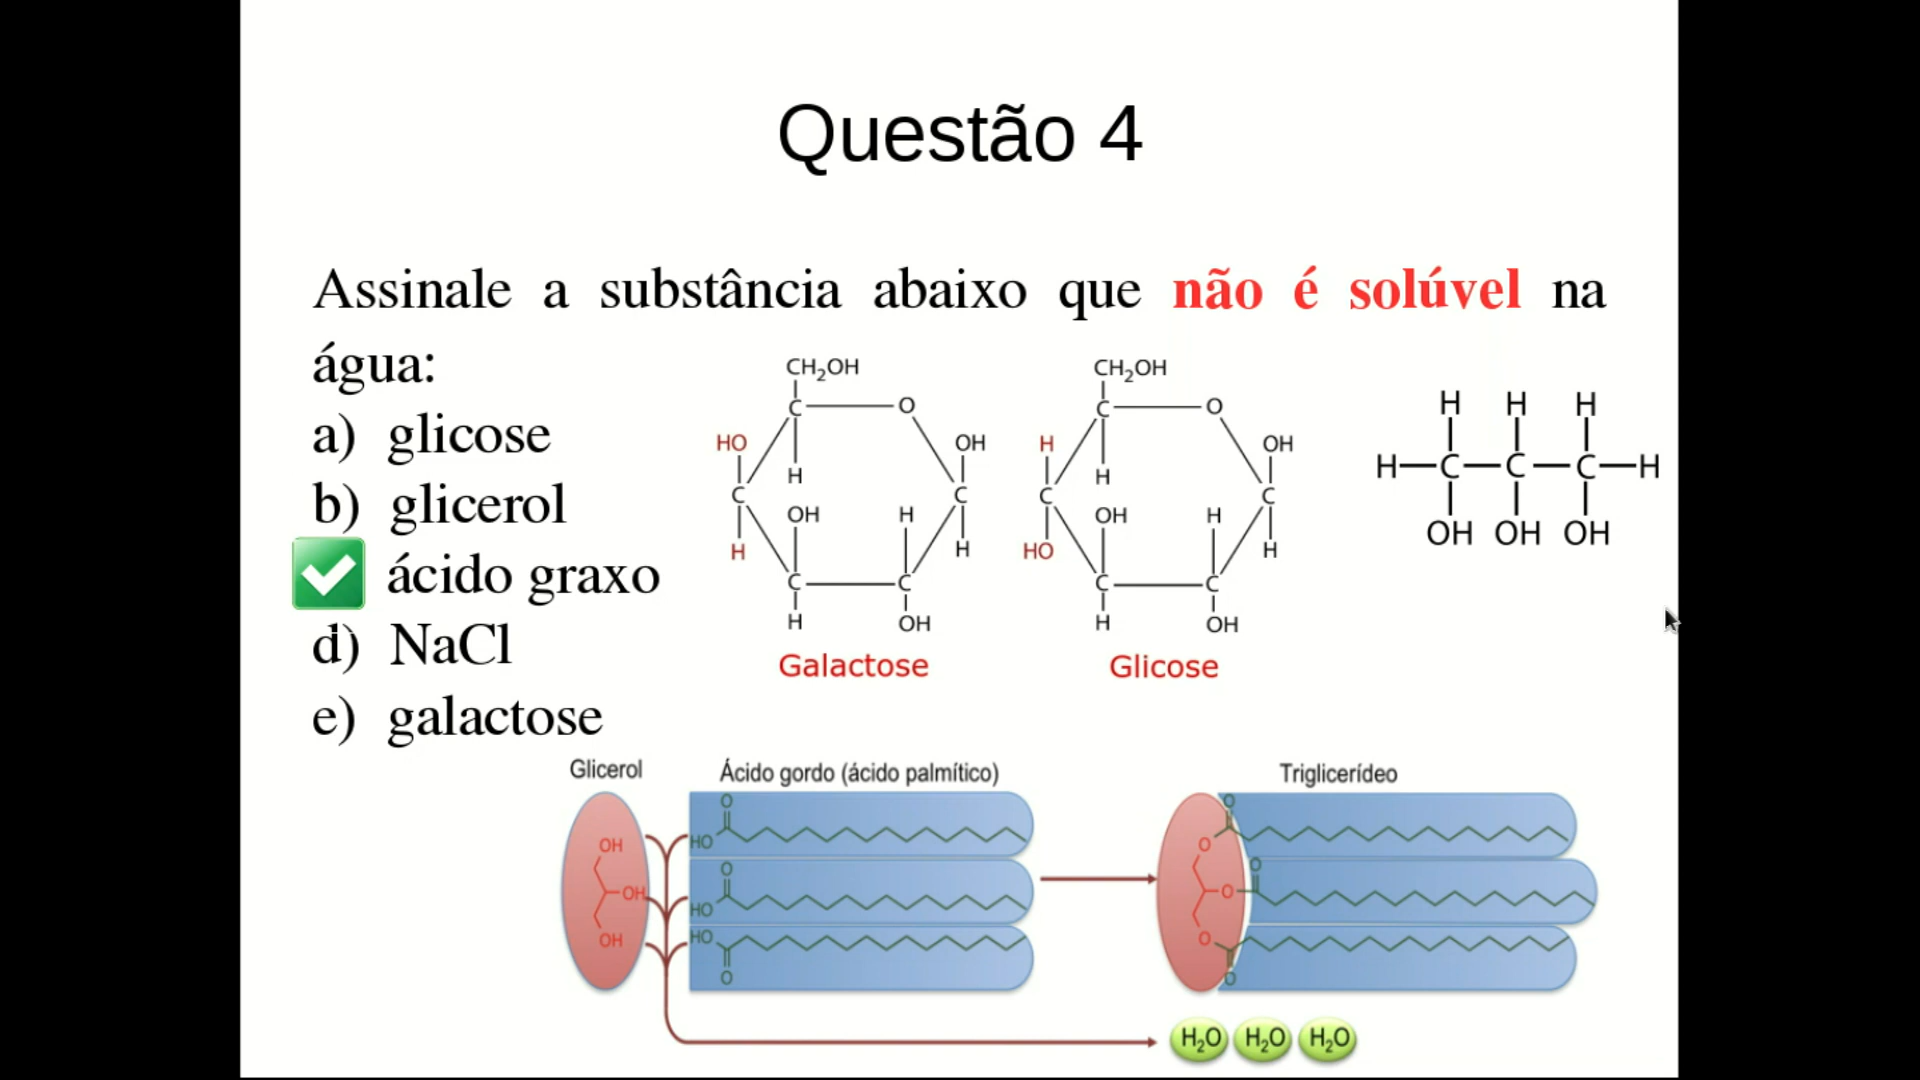 Questão 4
Assinale a substância abaixo que não é solúvel na
água:
a) glicose
b) glicerol
ácido graxo
d) NaCl
e) galactose
CH₂OH
C O
HO OH
H
C C
OH H
H H
C C
H OH
Galactose
CH₂OH
C O
H OH
H
C C
OH H
HO H
C C
H OH
Glicose
H H H
H C C C H
OH OH OH
Glicerol
OH
OH
OH
Ácido gordo (ácido palmítico)
O
HO
O
HO
HO
O
Triglicerídeo
O
O
O
O
O
O
H₂O H₂O H₂O